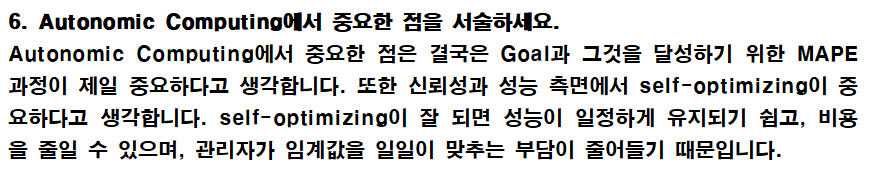 6. Autonomic Computing에서 중요한 점을 서술하세요.
Autonomic Computing에서 중요한 점은 결국은 Goal과 그것을 달성하기 위한 MAPE
과정이 제일 중요하다고 생각합니다. 또한 신뢰성과 성능 측면에서 self-optimizing이 중
요하다고 생각합니다. self-optimizing이 잘 되면 성능이 일정하게 유지되기 쉽고, 비용
을 줄일 수 있으며, 관리자가 임계값을 일일이 맞추는 부담이 줄어들기 때문입니다.